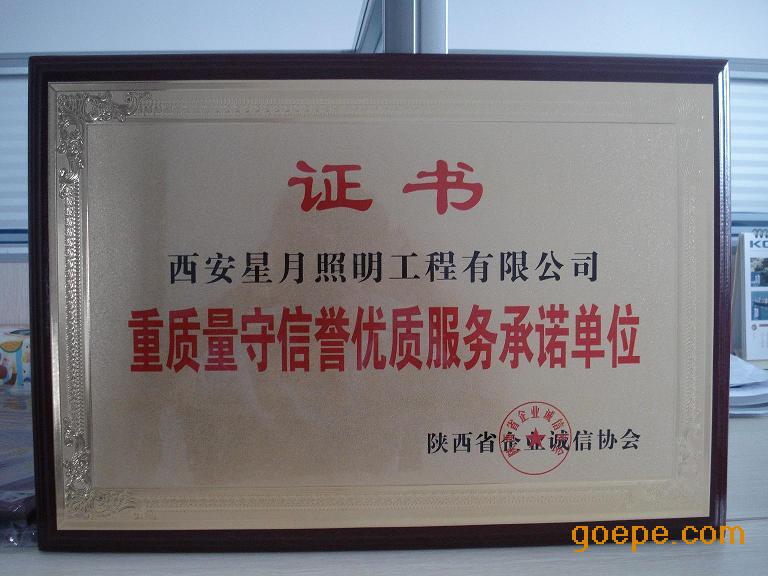 证书
西安星月照明工程有限公司
重质量守信誉优质服务承诺单位
陕西省企业诚信协会
goepe.com